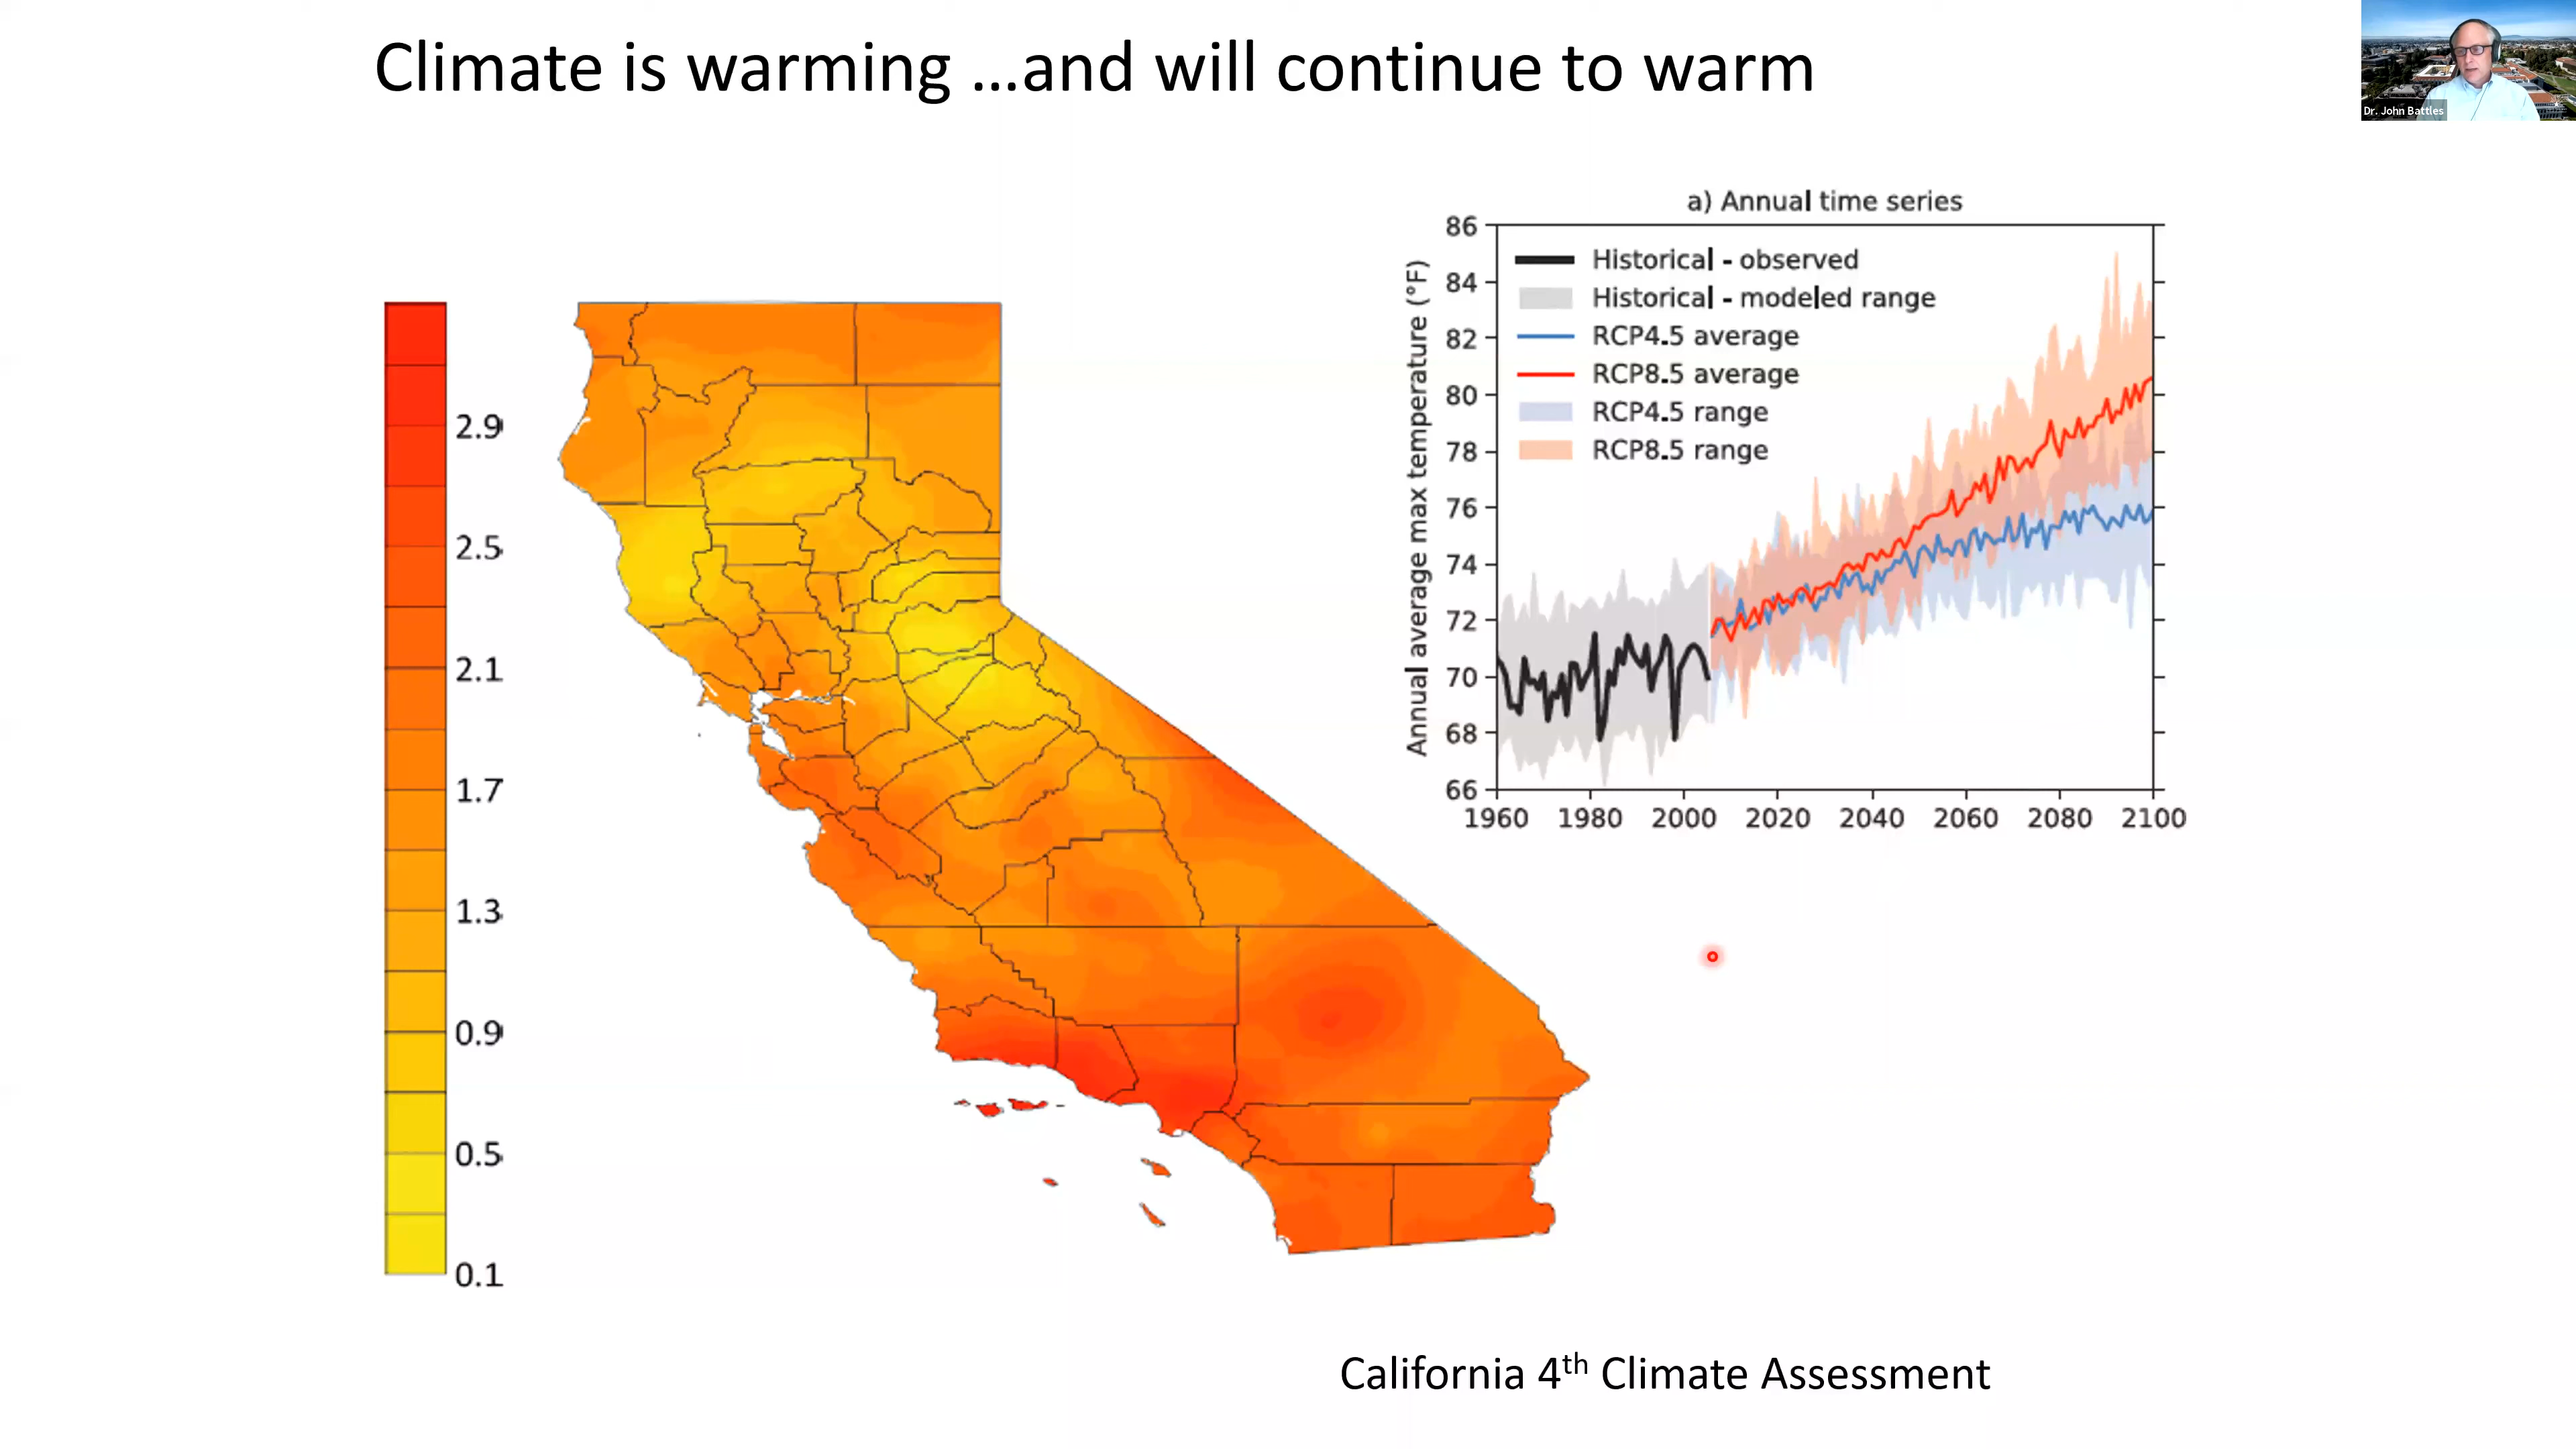 Climate is warming ...and will continue to warm
Dr. John Battles
a) Annual time series
86
84
82
80
78
76
74
72
70
68
66
Annual average max temperature (°F)
Historical - observed
Historical - modeled range
RCP4.5 average
RCP8.5 average
RCP4.5 range
RCP8.5 range
1960 1980 2000 2020 2040 2060 2080 2100
2.9
2.5
2.1
1.7
1.3
0.9
0.5
0.1
California 4th Climate Assessment